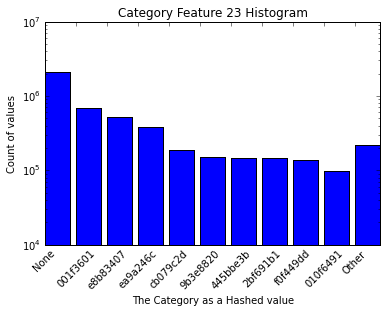 Category Feature 23 Histogram
10^7
10^6
10^5
10^4
Count of values
None
001f3601
e8b83407
ea9a246c
cb079c2d
9b3e8820
445bbe3b
2bf691b1
f0f449dd
010f6491
Other
The Category as a Hashed value